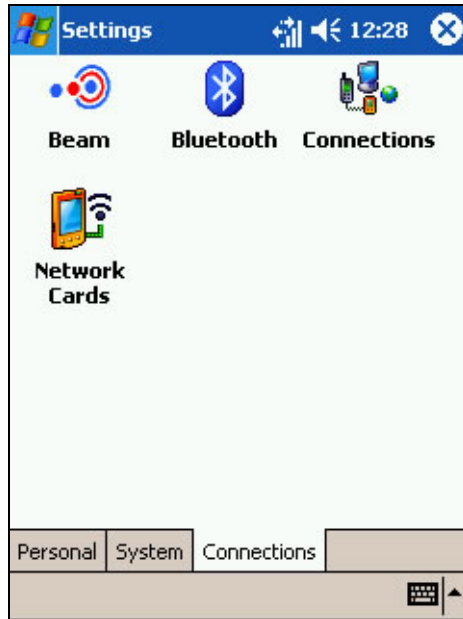 Settings 12:28
Beam Bluetooth Connections
Network
Cards
Personal System Connections